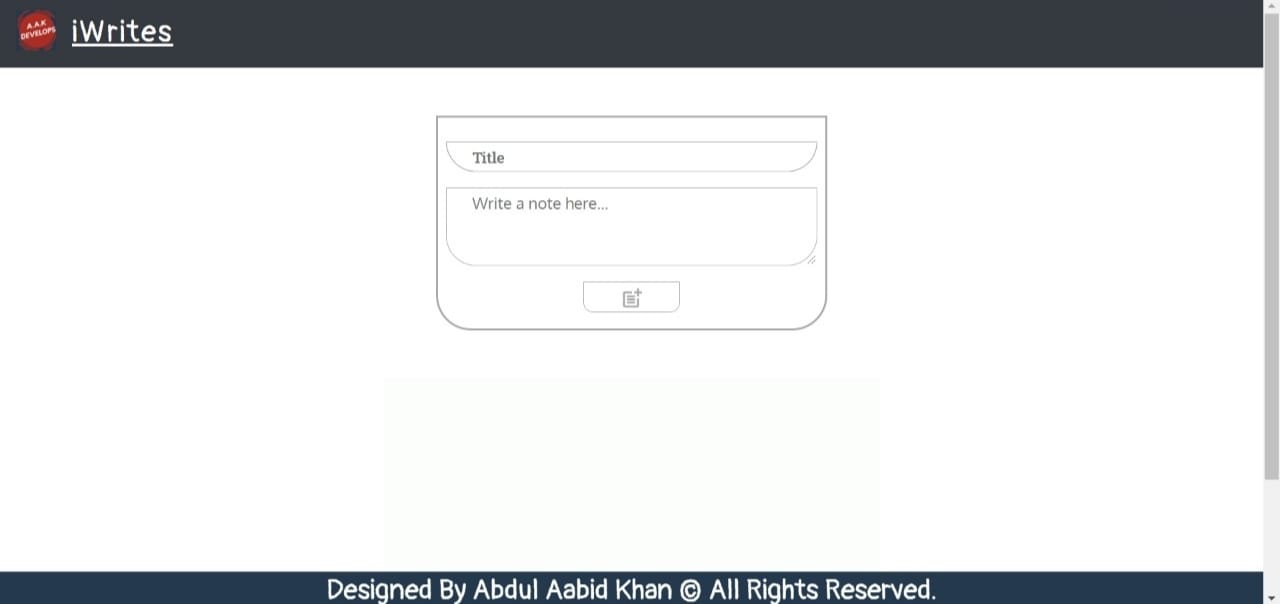 A.A.K
DEVELOPS
iWrites
Title
Write a note here...
Designed By Abdul Aabid Khan © All Rights Reserved.